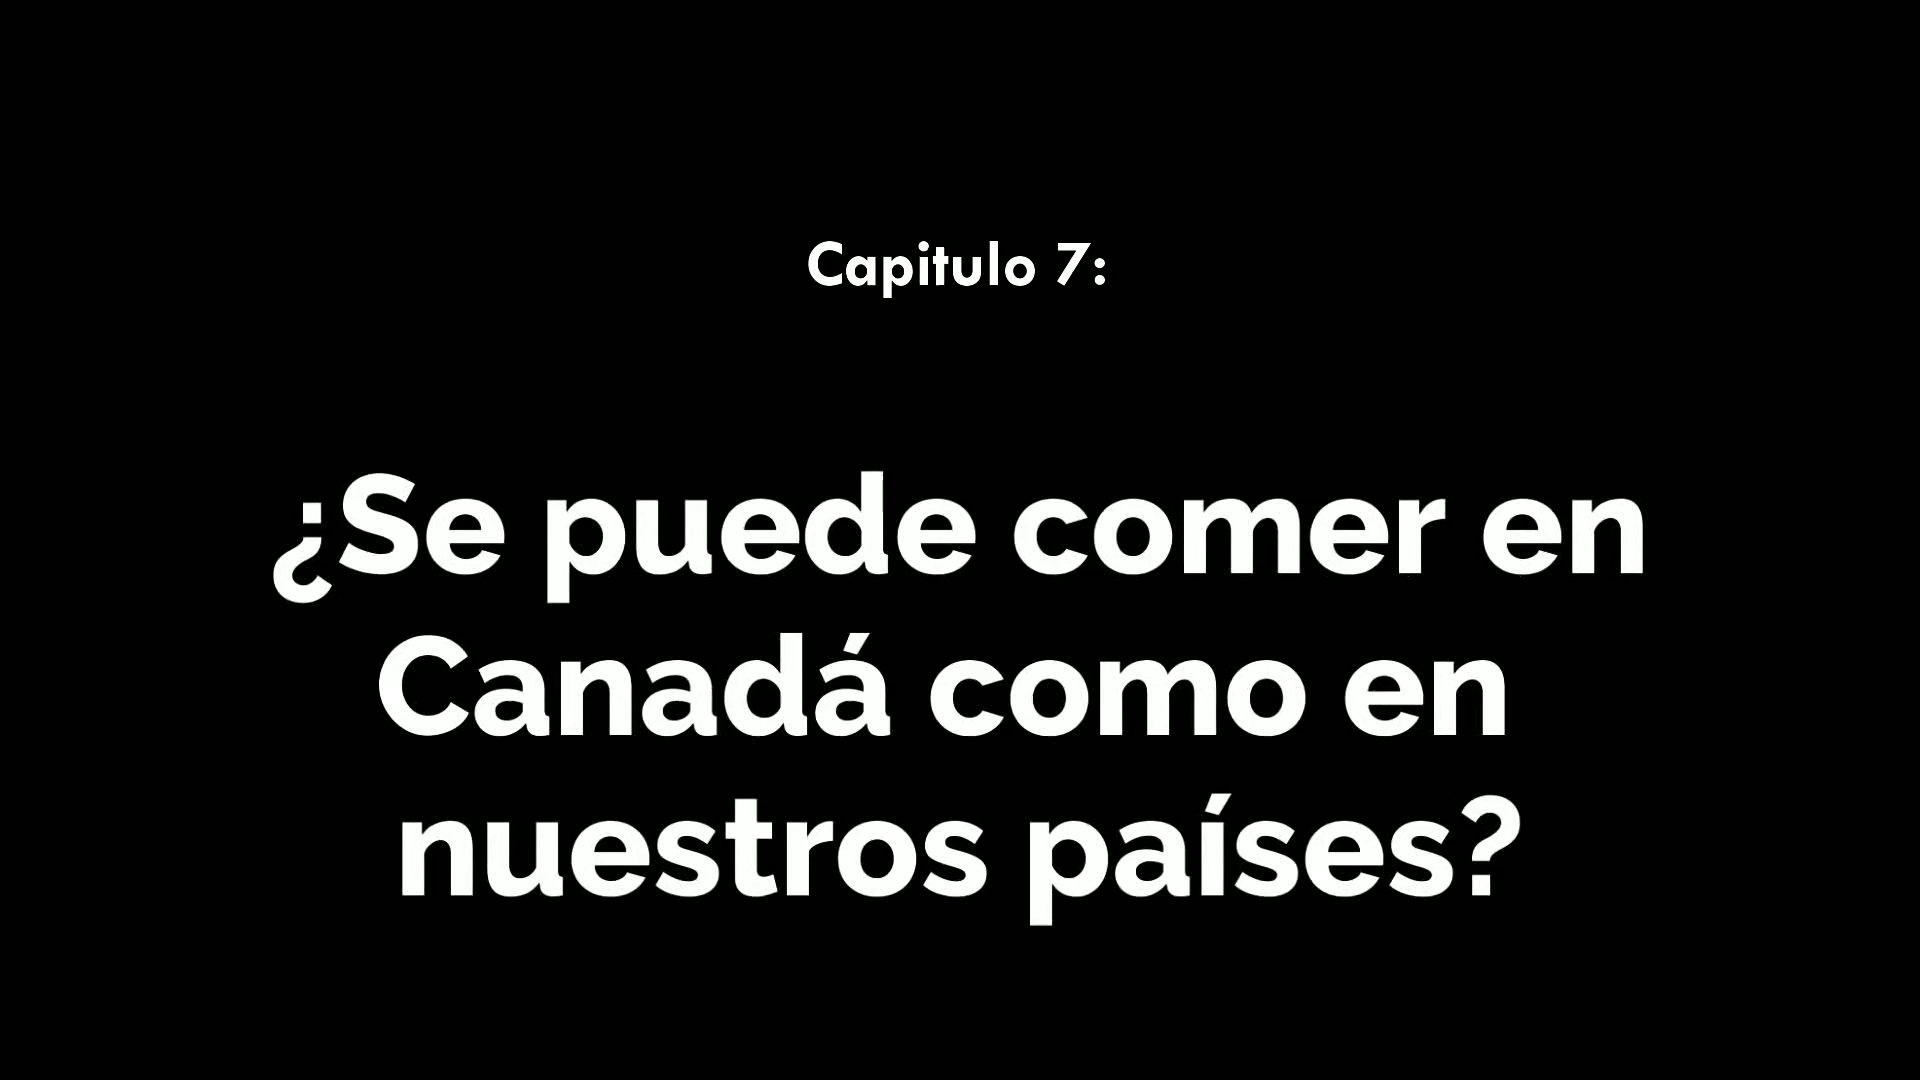 Capitulo 7:
¿Se puede comer en
Canadá como en
nuestros países?